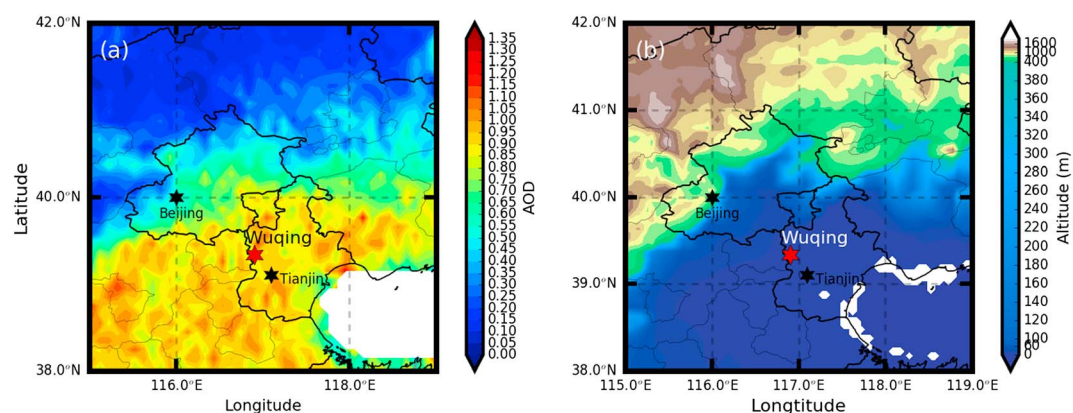 42.0°N
(a)
41.0°N
Latitude
40.0°N
Beijing
Wuqing
39.0°N
Tianjin
38.0°N
116.0°E
118.0°E
Longitude
1.35
1.30
1.25
1.20
1.15
1.10
1.05
1.00
0.95
0.90
0.85
0.80
0.75
0.70
0.65
0.60
0.55
0.50
0.45
0.40
0.35
0.30
0.25
0.20
0.15
0.10
0.05
0.00
AOD
42.0°N
(b)
41.0°N
40.0°N
Beijing
Wuqing
39.0°N
Tianjin
38.0°N
115.0°E
116.0°E
117.0°E
118.0°E
119.0°E
Longtitude
1600
400
380
360
340
320
300
280
260
200
180
160
140
120
Altitude (m)